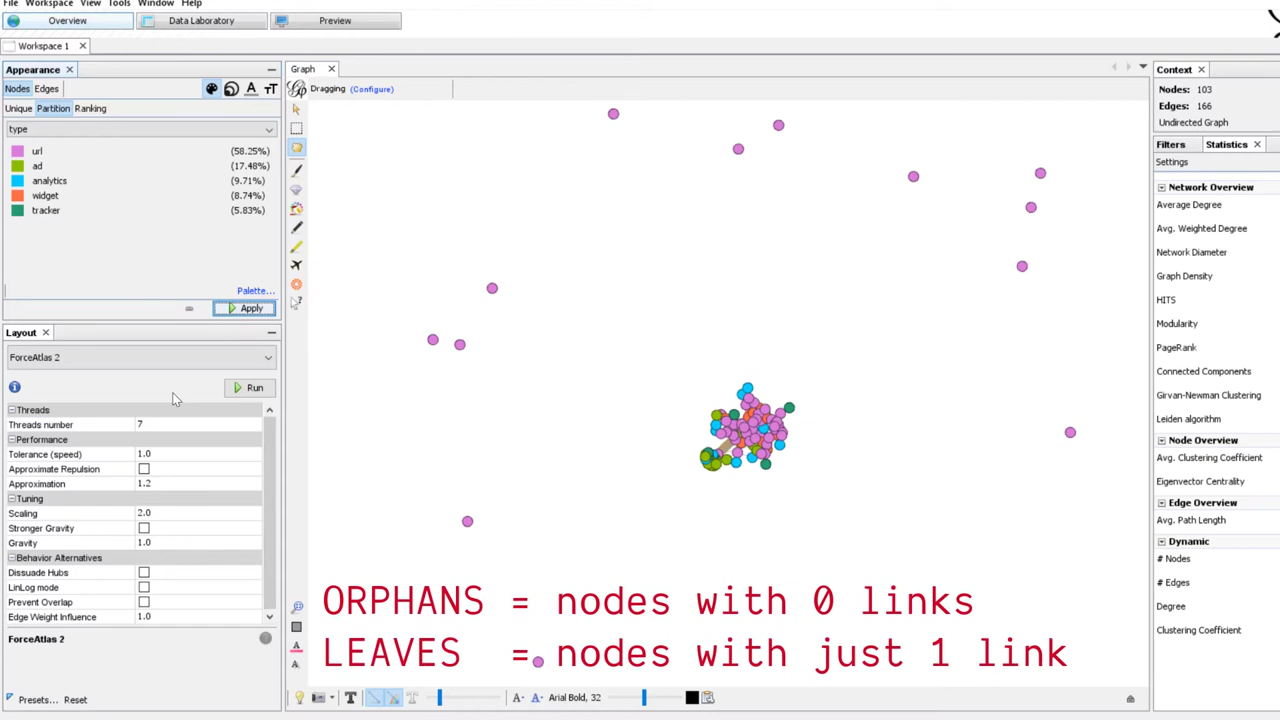 File Workspace View Tools Window Help
Overview Data Laboratory Preview
Workspace 1
Appearance
Nodes Edges
Unique Partition Ranking
type
url (58.25%)
ad (17.48%)
analytics (9.71%)
widget (8.74%)
tracker (5.83%)
Palette...
Apply
Layout
ForceAtlas 2
Run
Threads
Threads number 7
Performance
Tolerance (speed) 1.0
Approximate Repulsion
Approximation 1.2
Tuning
Scaling 2.0
Stronger Gravity
Gravity 1.0
Behavior Alternatives
Dissuade Hubs
LinLog mode
Prevent Overlap
Edge Weight Influence 1.0
ForceAtlas 2
Presets... Reset
Graph
Dragging (Configure)
ORPHANS = nodes with 0 links
LEAVES = nodes with just 1 link
T T A- A- Arial Bold, 32
Context
Nodes: 103
Edges: 166
Undirected Graph
Filters Statistics
Settings
Network Overview
Average Degree
Avg. Weighted Degree
Network Diameter
Graph Density
HITS
Modularity
PageRank
Connected Components
Girvan-Newman Clustering
Leiden algorithm
Node Overview
Avg. Clustering Coefficient
Eigenvector Centrality
Edge Overview
Avg. Path Length
Dynamic
# Nodes
# Edges
Degree
Clustering Coefficient